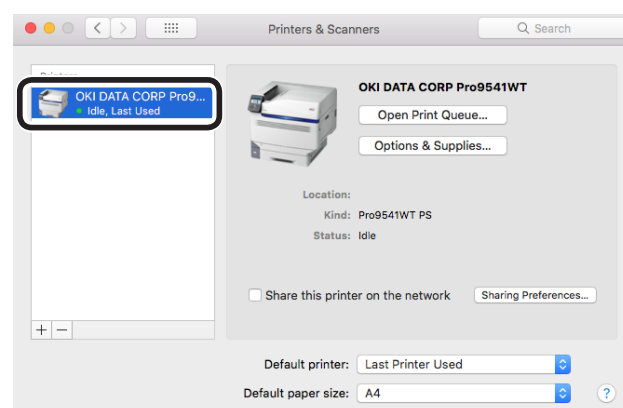 Printers & Scanners
Search
Printers
OKI DATA CORP Pro9...
Idle, Last Used
OKI DATA CORP Pro9541WT
Open Print Queue...
Options & Supplies...
Location:
Kind: Pro9541WT PS
Status: Idle
Share this printer on the network
Sharing Preferences...
+ −
Default printer: Last Printer Used
Default paper size: A4
?